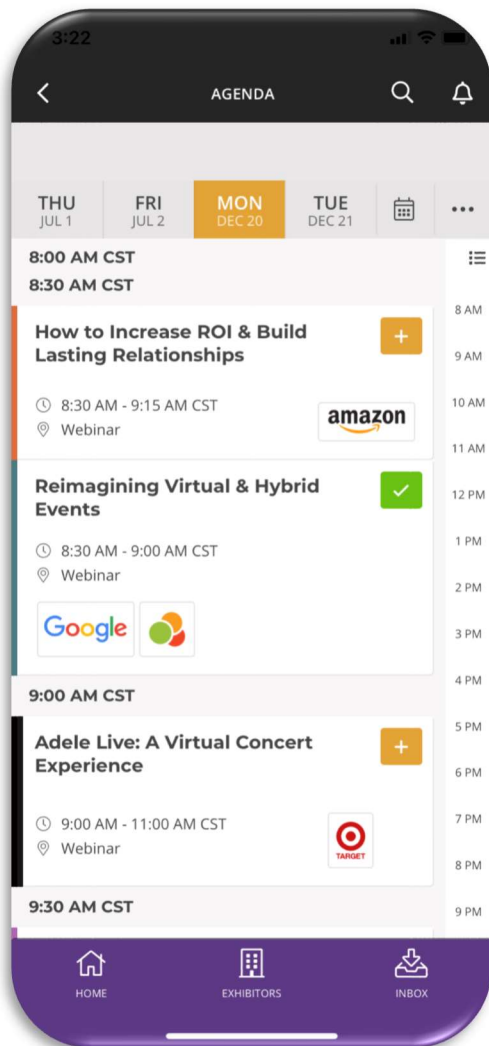 3:22
AGENDA
THU
JUL 1
FRI
JUL 2
MON
DEC 20
TUE
DEC 21
8:00 AM CST
8:30 AM CST
How to Increase ROI & Build
Lasting Relationships
8:30 AM - 9:15 AM CST
Webinar
amazon
Reimagining Virtual & Hybrid
Events
8:30 AM - 9:00 AM CST
Webinar
Google
9:00 AM CST
Adele Live: A Virtual Concert
Experience
9:00 AM - 11:00 AM CST
Webinar
TARGET
9:30 AM CST
8 AM
9 AM
10 AM
11 AM
12 PM
1 PM
2 PM
3 PM
4 PM
5 PM
6 PM
7 PM
8 PM
9 PM
HOME
EXHIBITORS
INBOX